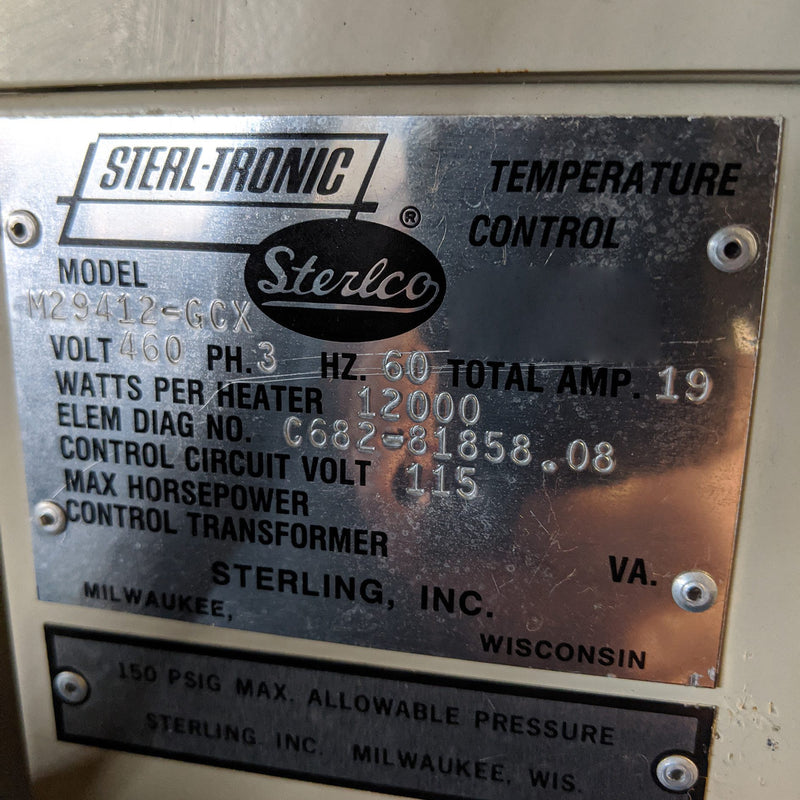 STERL-TRONIC
TEMPERATURE
CONTROL
Sterlco ®
MODEL
M29412-GCX
VOLT 460 PH. 3 HZ. 60 TOTAL AMP. 19
WATTS PER HEATER 12000
ELEM DIAG NO. C682-81858.08
CONTROL CIRCUIT VOLT 115
MAX HORSEPOWER
CONTROL TRANSFORMER VA.
STERLING, INC.
MILWAUKEE, WISCONSIN
150 PSIG MAX. ALLOWABLE PRESSURE
STERLING. INC. MILWAUKEE, WIS.